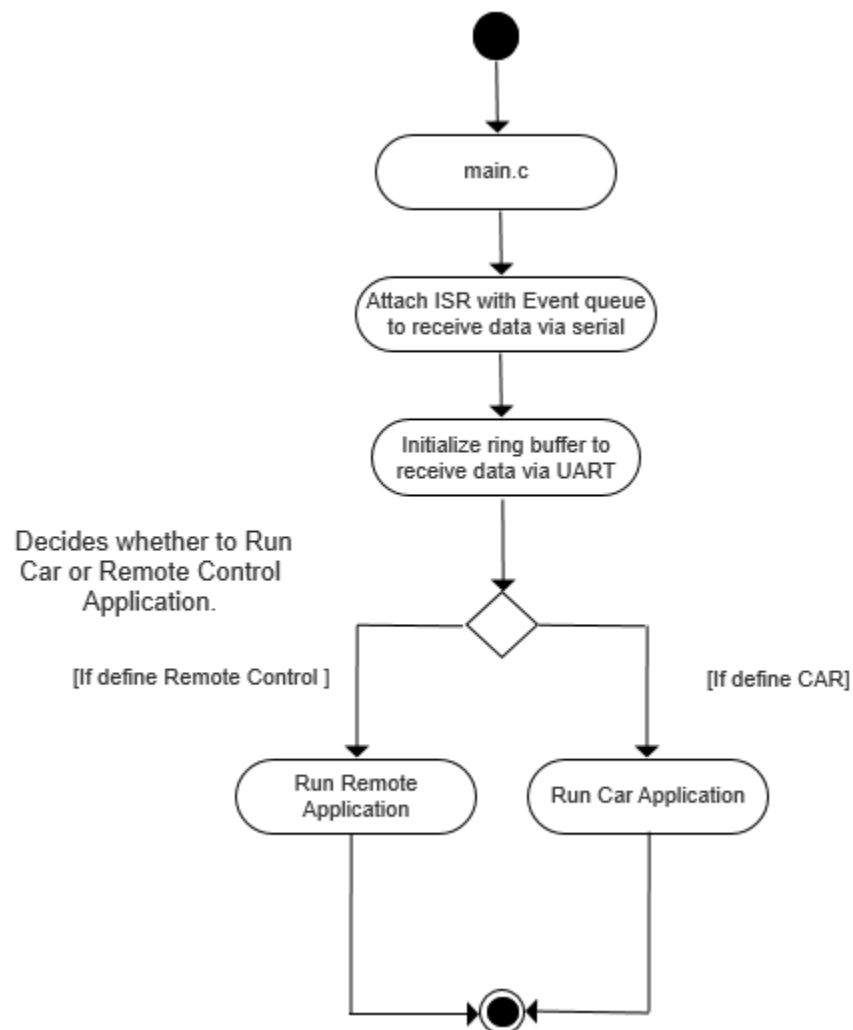 main.c
Attach ISR with Event queue
to receive data via serial
Initialize ring buffer to
receive data via UART
Decides whether to Run
Car or Remote Control
Application.
[If define Remote Control ]
[If define CAR]
Run Remote
Application
Run Car Application